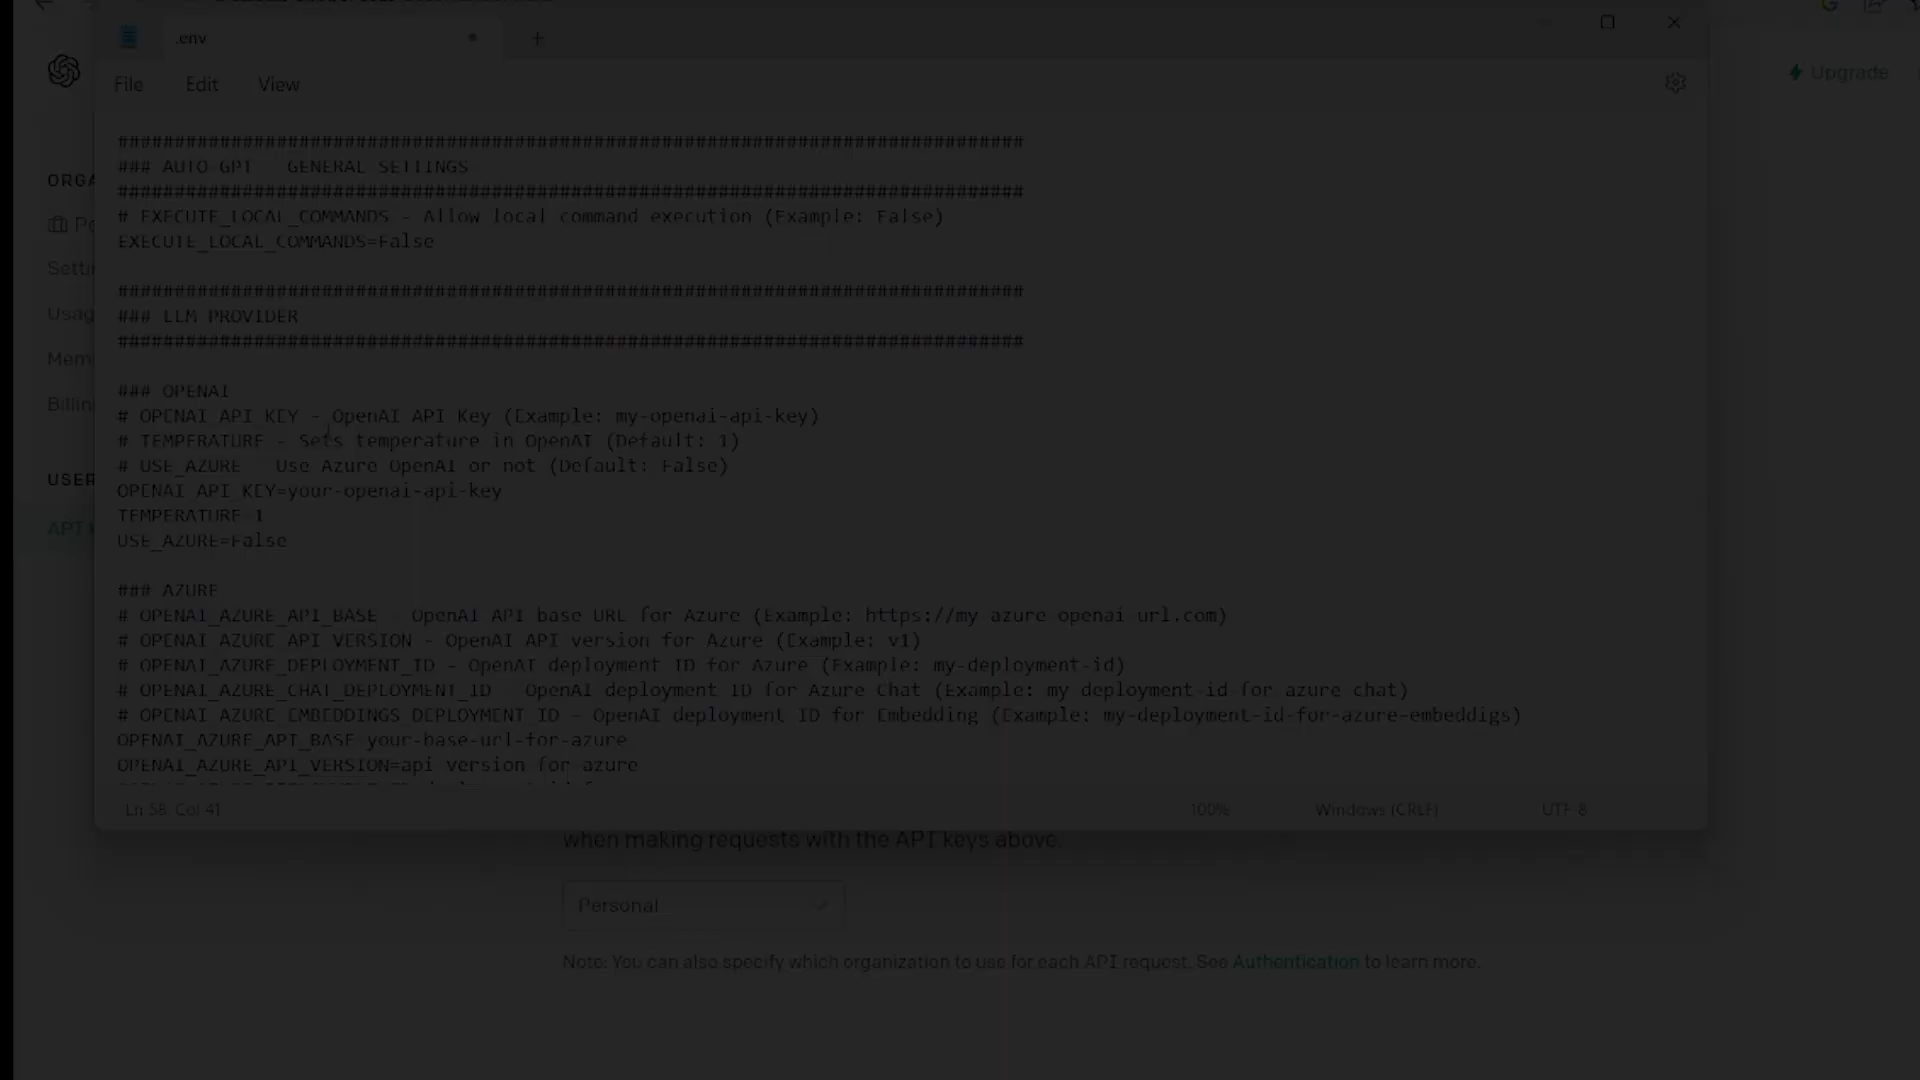 .env
File Edit View
Upgrade
################################################################################
### AUTO-GPT - GENERAL SETTINGS
################################################################################
# EXECUTE_LOCAL_COMMANDS - Allow local command execution (Example: False)
EXECUTE_LOCAL_COMMANDS=False
################################################################################
### LLM PROVIDER
################################################################################
### OPENAI
# OPENAI_API_KEY - OpenAI API Key (Example: my-openai-api-key)
# TEMPERATURE - Sets temperature in OpenAI (Default: 1)
# USE_AZURE - Use Azure OpenAI or not (Default: False)
OPENAI_API_KEY=your-openai-api-key
TEMPERATURE=1
USE_AZURE=False
### AZURE
# OPENAI_AZURE_API_BASE - OpenAI API base URL for Azure (Example: https://my-azure-openai-url.com)
# OPENAI_AZURE_API_VERSION - OpenAI API version for Azure (Example: v1)
# OPENAI_AZURE_DEPLOYMENT_ID - OpenAI deployment ID for Azure (Example: my-deployment-id)
# OPENAI_AZURE_CHAT_DEPLOYMENT_ID - OpenAI deployment ID for Azure Chat (Example: my-deployment-id-for-azure-chat)
# OPENAI_AZURE_EMBEDDINGS_DEPLOYMENT_ID - OpenAI deployment ID for Embedding (Example: my-deployment-id-for-azure-embeddigs)
OPENAI_AZURE_API_BASE=your-base-url-for-azure
OPENAI_AZURE_API_VERSION=api-version-for-azure
Ln 58, Col 41 100% Windows (CRLF) UTF-8
ORGA
Setti
Usag
Mem
Billin
USER
API
when making requests with the API keys above.
Personal
Note: You can also specify which organization to use for each API request. See Authentication to learn more.